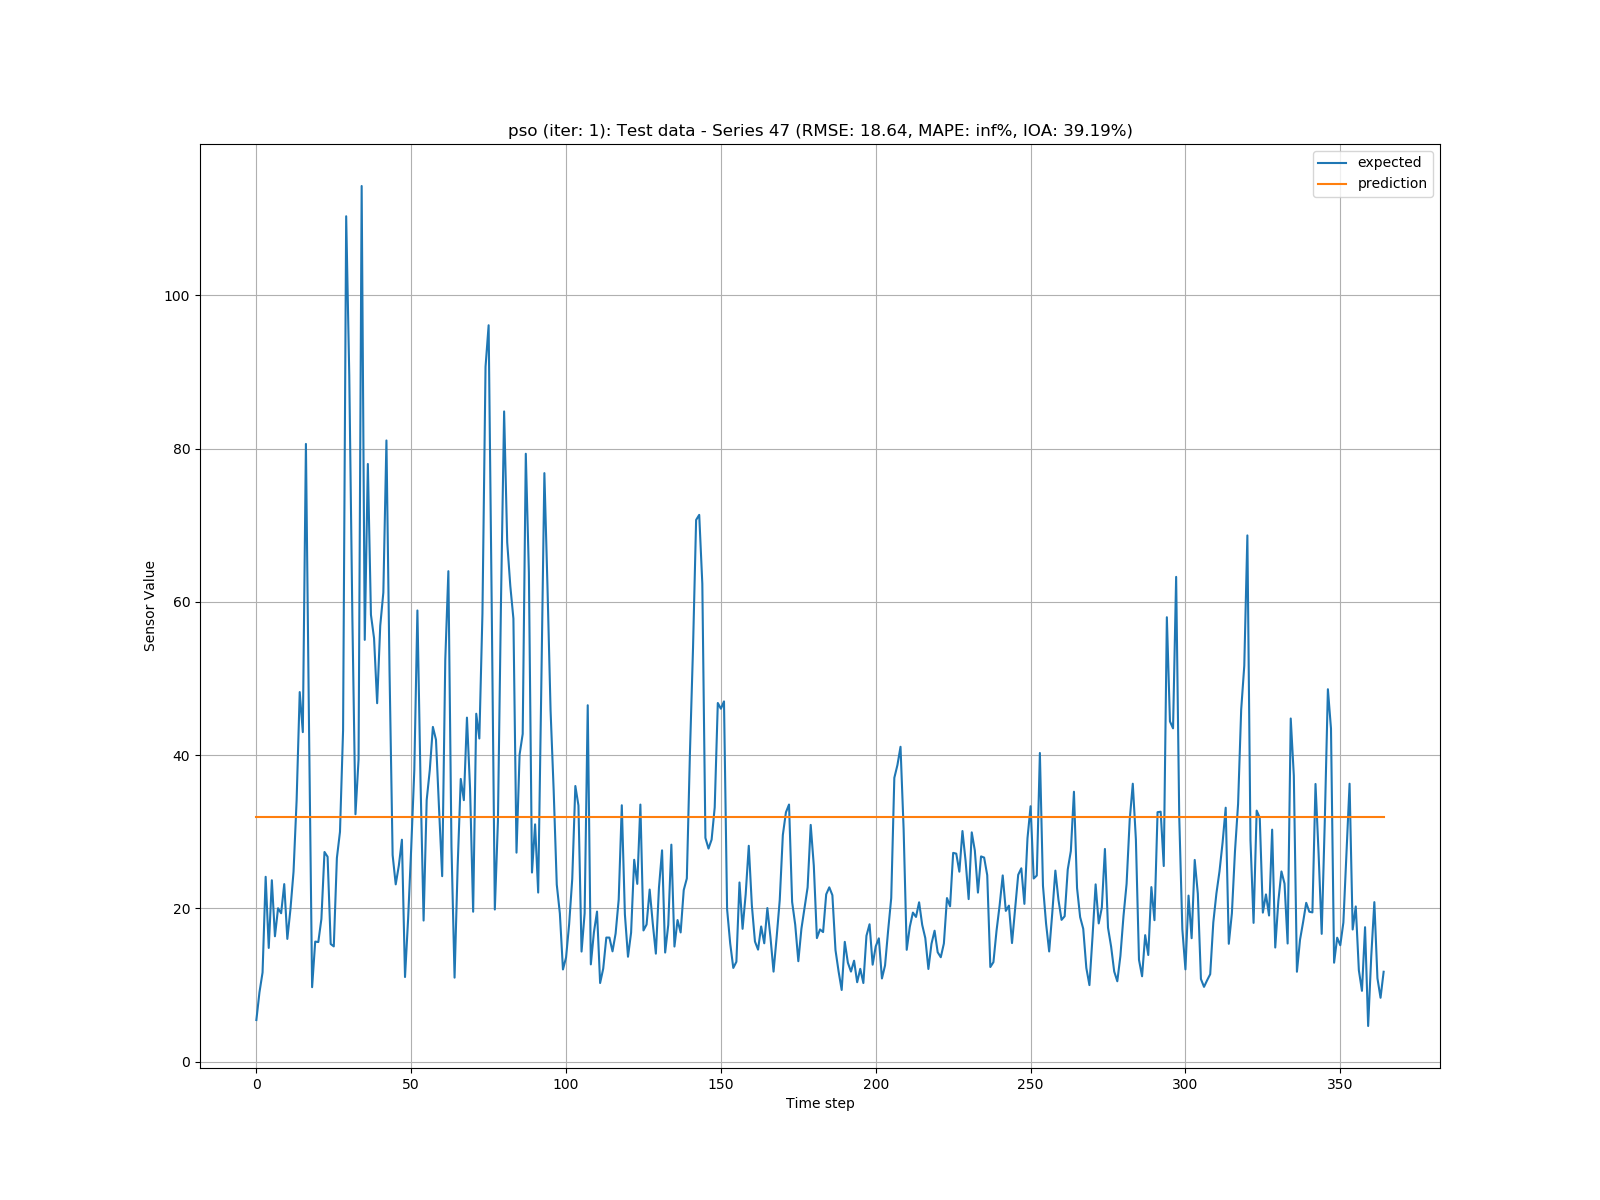 pso (iter: 1): Test data - Series 47 (RMSE: 18.64, MAPE: inf%, IOA: 39.19%)
expected
prediction
100
80
60
40
20
0
Sensor Value
0 50 100 150 200 250 300 350
Time step